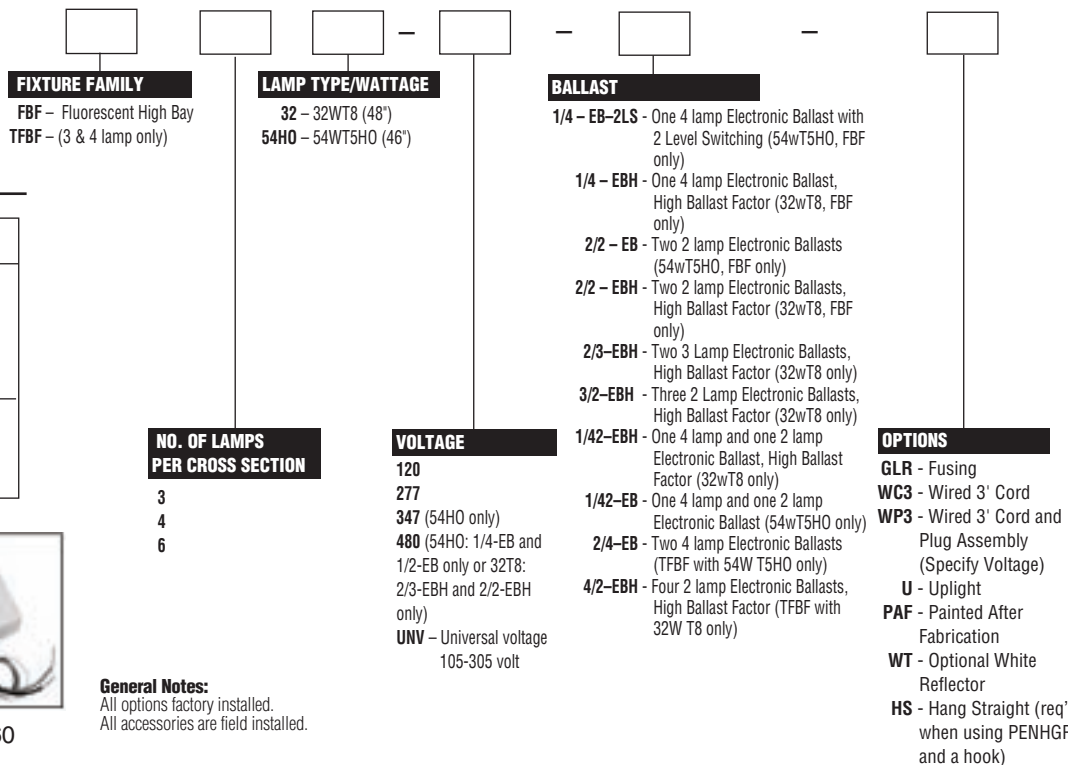 FIXTURE FAMILY
FBF – Fluorescent High Bay
TFBF – (3 & 4 lamp only)
NO. OF LAMPS
PER CROSS SECTION
3
4
6
LAMP TYPE/WATTAGE
32 – 32WT8 (48")
54HO – 54WT5HO (46")
VOLTAGE
120
277
347 (54HO only)
480 (54HO: 1/4-EB and
1/2-EB only or 32T8:
2/3-EBH and 2/2-EBH
only)
UNV – Universal voltage
105-305 volt
BALLAST
1/4 – EB–2LS - One 4 lamp Electronic Ballast with
2 Level Switching (54wT5HO, FBF
only)
1/4 – EBH - One 4 lamp Electronic Ballast,
High Ballast Factor (32wT8, FBF
only)
2/2 – EB - Two 2 lamp Electronic Ballasts
(54wT5HO, FBF only)
2/2 – EBH - Two 2 lamp Electronic Ballasts,
High Ballast Factor (32wT8, FBF
only)
2/3–EBH - Two 3 Lamp Electronic Ballasts,
High Ballast Factor (32wT8 only)
3/2–EBH - Three 2 Lamp Electronic Ballasts,
High Ballast Factor (32wT8 only)
1/42–EBH - One 4 lamp and one 2 lamp
Electronic Ballast, High Ballast
Factor (32wT8 only)
1/42–EB - One 4 lamp and one 2 lamp
Electronic Ballast (54wT5HO only)
2/4–EB - Two 4 lamp Electronic Ballasts
(TFBF with 54W T5HO only)
4/2–EBH - Four 2 lamp Electronic Ballasts,
High Ballast Factor (TFBF with
32W T8 only)
OPTIONS
GLR - Fusing
WC3 - Wired 3' Cord
WP3 - Wired 3' Cord and
Plug Assembly
(Specify Voltage)
U - Uplight
PAF - Painted After
Fabrication
WT - Optional White
Reflector
HS - Hang Straight (req'
when using PENHGF
and a hook)
General Notes:
All options factory installed.
All accessories are field installed.